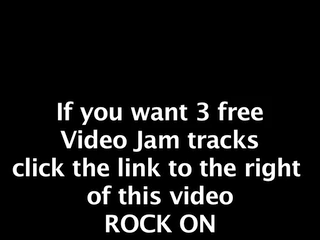 If you want 3 free
Video Jam tracks
click the link to the right
of this video
ROCK ON